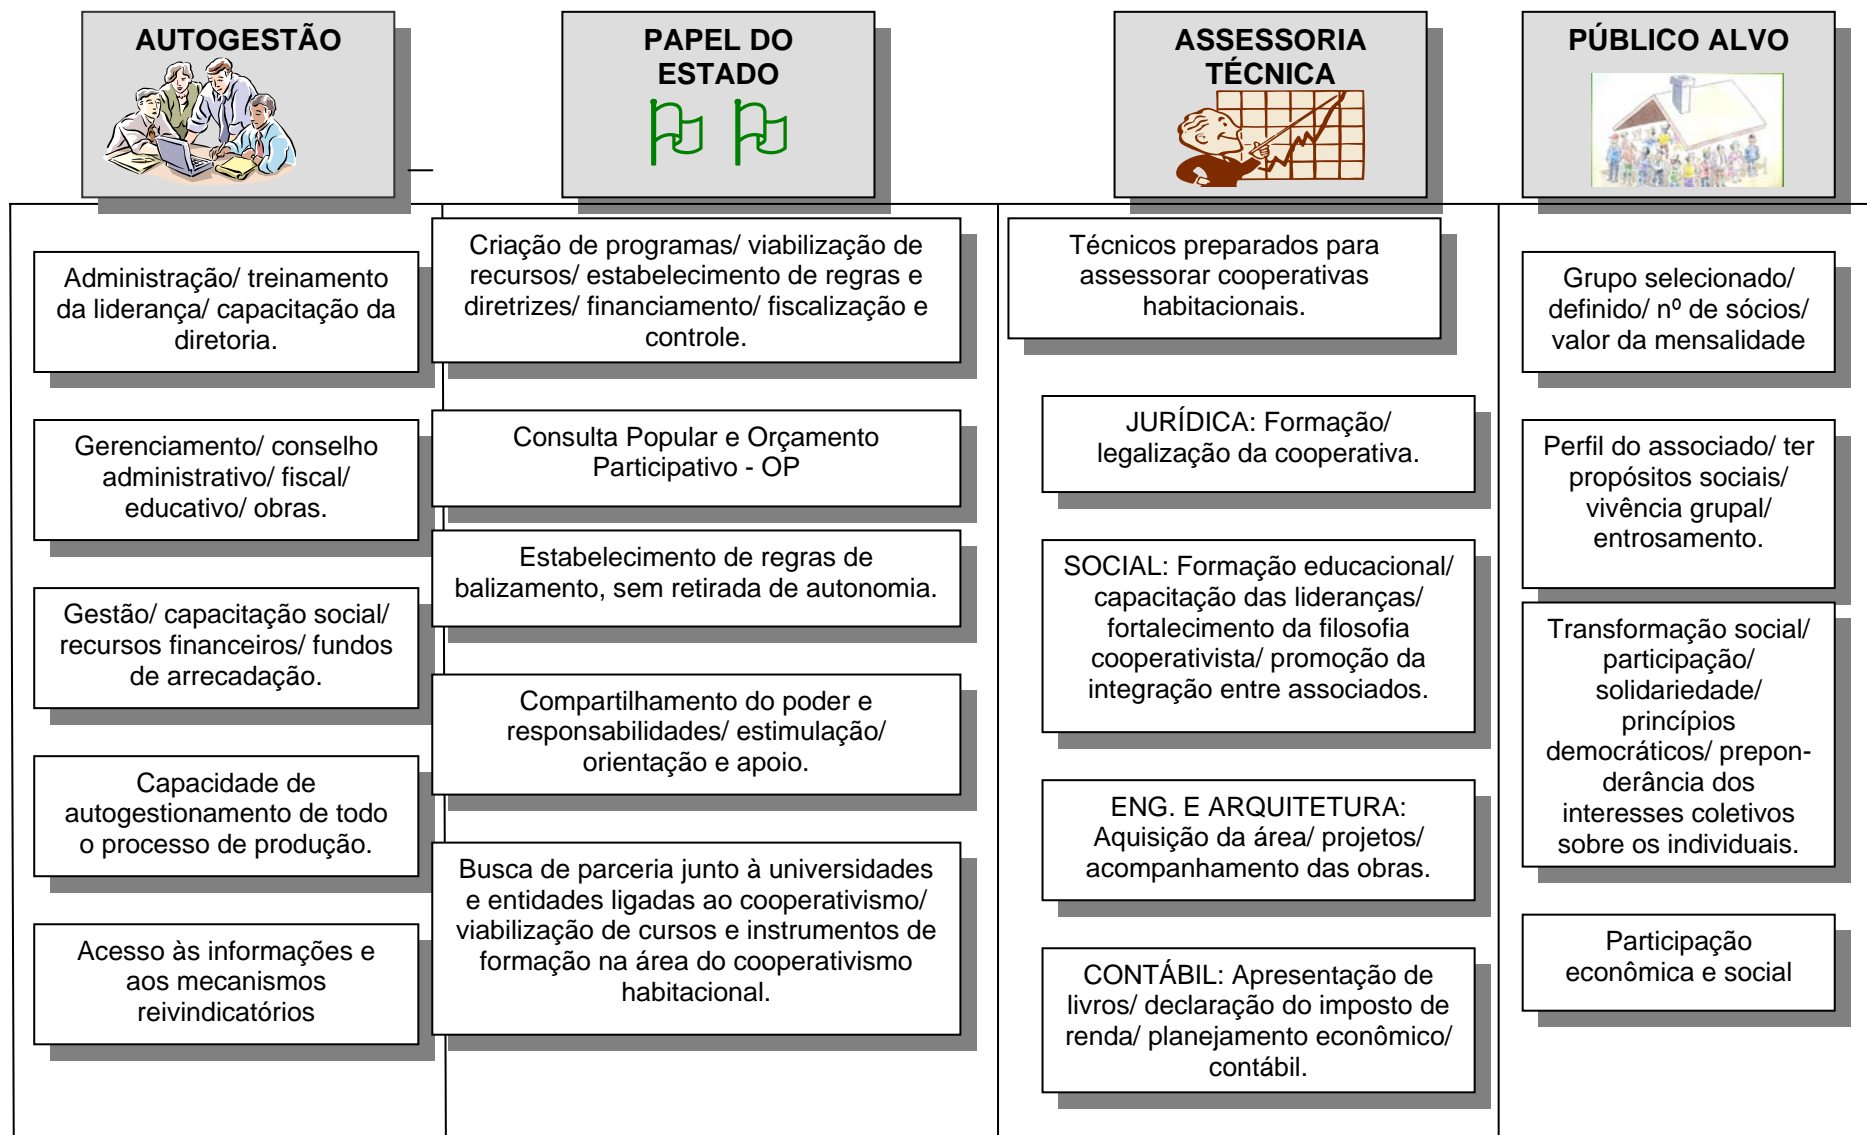 AUTOGESTÃO
Administração/ treinamento
da liderança/ capacitação da
diretoria.
Gerenciamento/ conselho
administrativo/ fiscal/
educativo/ obras.
Gestão/ capacitação social/
recursos financeiros/ fundos
de arrecadação.
Capacidade de
autogestionamento de todo
o processo de produção.
Acesso às informações e
aos mecanismos
reivindicatórios
PAPEL DO
ESTADO
Criação de programas/ viabilização de
recursos/ estabelecimento de regras e
diretrizes/ financiamento/ fiscalização e
controle.
Consulta Popular e Orçamento
Participativo - OP
Estabelecimento de regras de
balizamento, sem retirada de autonomia.
Compartilhamento do poder e
responsabilidades/ estimulação/
orientação e apoio.
Busca de parceria junto à universidades
e entidades ligadas ao cooperativismo/
viabilização de cursos e instrumentos de
formação na área do cooperativismo
habitacional.
ASSESSORIA
TÉCNICA
Técnicos preparados para
assessorar cooperativas
habitacionais.
JURÍDICA: Formação/
legalização da cooperativa.
SOCIAL: Formação educacional/
capacitação das lideranças/
fortalecimento da filosofia
cooperativista/ promoção da
integração entre associados.
ENG. E ARQUITETURA:
Aquisição da área/ projetos/
acompanhamento das obras.
CONTÁBIL: Apresentação de
livros/ declaração do imposto de
renda/ planejamento econômico/
contábil.
PÚBLICO ALVO
Grupo selecionado/
definido/ nº de sócios/
valor da mensalidade
Perfil do associado/ ter
propósitos sociais/
vivência grupal/
entrosamento.
Transformação social/
participação/
solidariedade/
princípios
democráticos/ prepon-
derância dos
interesses coletivos
sobre os individuais.
Participação
econômica e social